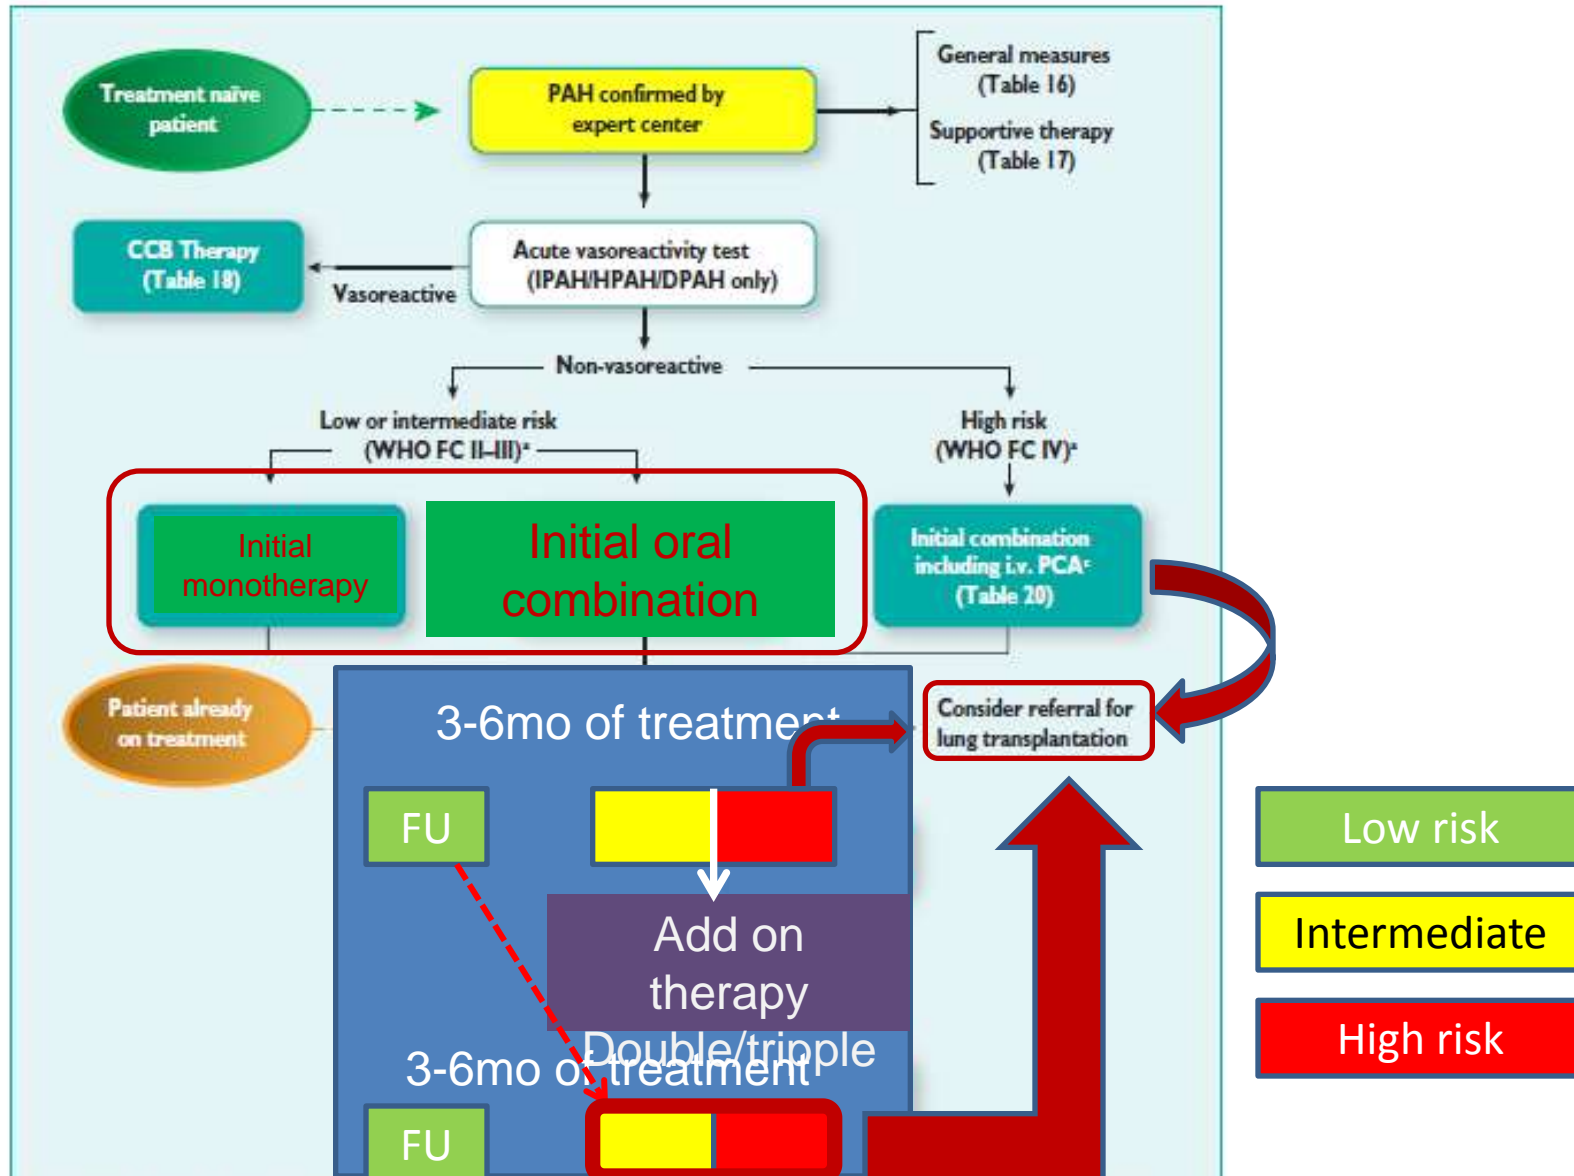 Treatment naïve
patient
PAH confirmed by
expert center
General measures
(Table 16)
Supportive therapy
(Table 17)
CCB Therapy
(Table 18)
Vasoreactive
Acute vasoreactivity test
(IPAH/HPAH/DPAH only)
Non-vasoreactive
Low or intermediate risk
(WHO FC II–III)ª
High risk
(WHO FC IV)ª
Initial
monotherapy
Initial oral
combination
Initial combination
including i.v. PCAᶜ
(Table 20)
Patient already
on treatment
3-6mo of treatment
Consider referral for
lung transplantation
FU
Add on
therapy
Double/tripple
3-6mo of treatment
FU
Low risk
Intermediate
High risk